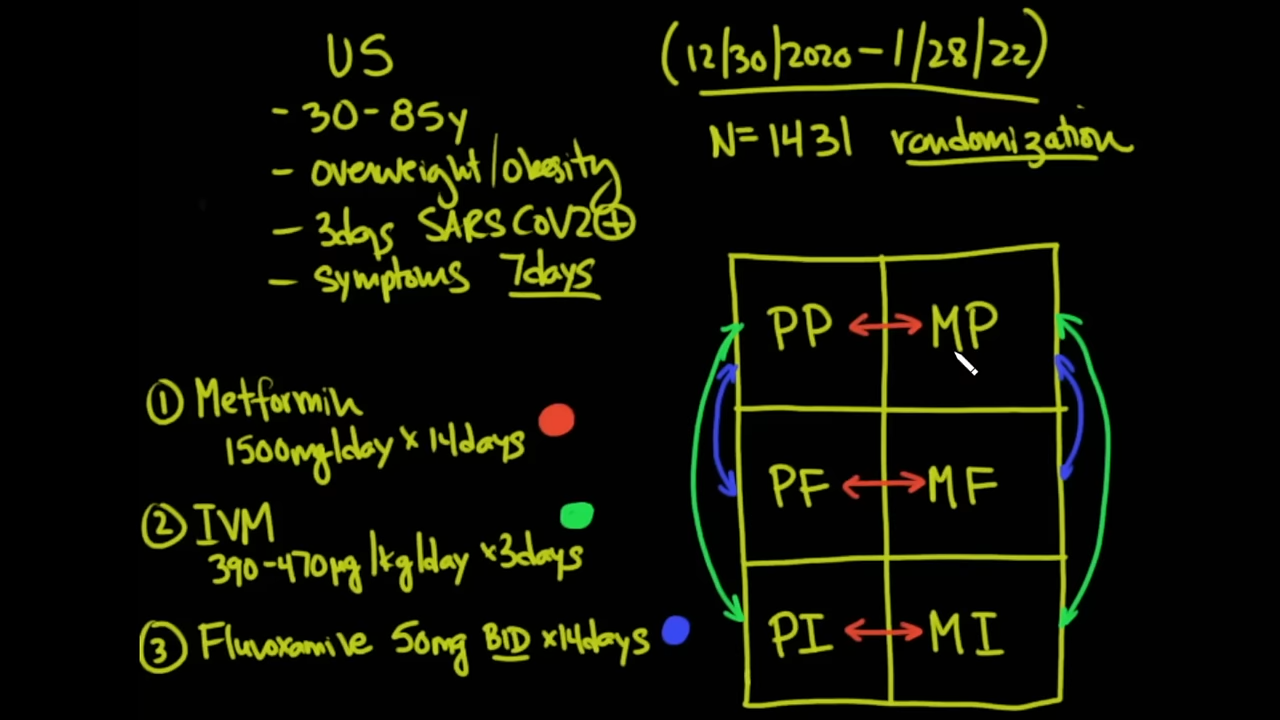 US
- 30-85y
- overweight/obesity
- 3days SARS CoV2 +
- symptoms 7days
(12/30/2020 - 1/28/22)
N=1431 randomization
① Metformin
1500mg/day × 14days
② IVM
390-470µg/kg/day ×3days
③ Fluvoxamine 50mg BID ×14days
PP MP
PF MF
PI MI